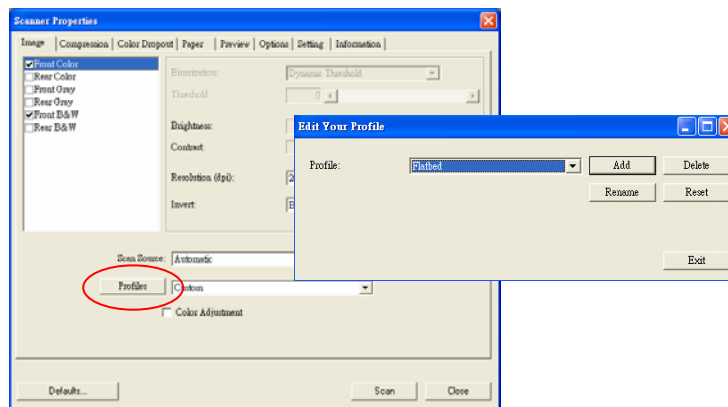 Scanner Properties
Image Compression Color Dropout Paper Preview Options Setting Information
Front Color
Rear Color
Front Gray
Rear Gray
Front B&W
Rear B&W
Binarization: Dynamic Threshold
Threshold: 0
Brightness:
Contrast:
Resolution (dpi): 2
Invert:
Scan Source: Automatic
Profiles Custom
Color Adjustment
Defaults... Scan Close
Edit Your Profile
Profile: Flatbed Add Delete
Rename Reset
Exit